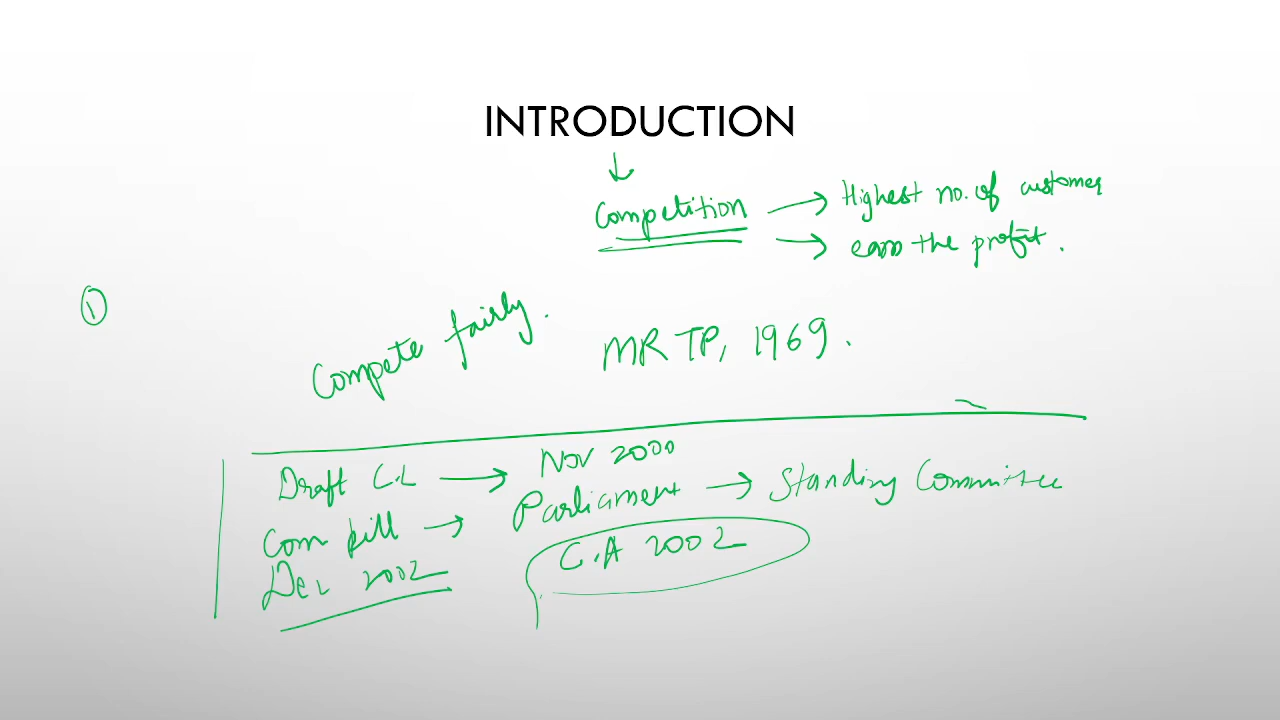 INTRODUCTION
↓
Competition → Highest no. of customer
→ earn the profit.
①
Compete fairly.
MRTP, 1969.
Draft C.L → Nov 2000
Com Bill → Parliament → Standing Committee
Dec 2002
C.A 2002